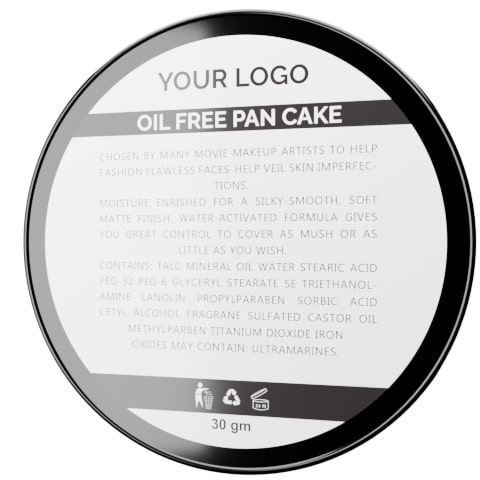 YOUR LOGO
OIL FREE PAN CAKE
CHOSEN BY MANY MOVIE MAKEUP ARTISTS TO HELP
FASHION FLAWLESS FACES-HELP VEIL SKIN IMPERFEC-
TIONS.
MOISTURE ENRICHED FOR A SILKY-SMOOTH, SOFT
MATTE FINISH. WATER-ACTIVATED FORMULA GIVES
YOU GREAT CONTROL TO COVER AS MUSH OR AS
LITTLE AS YOU WISH.
CONTAINS: TALC MINERAL OIL WATER STEARIC ACID
PEG-32 PEG-6 GLYCERYL STEARATE SE TRIETHANOL-
AMINE LANOLIN PROPYLPARABEN SORBIC ACID
CETYL ALCOHOL FRAGRANE SULFATED CASTOR OIL
METHYLPARBEN TITANIUM DIOXIDE IRON
OXIDES MAY CONTAIN: ULTRAMARINES.
30 gm